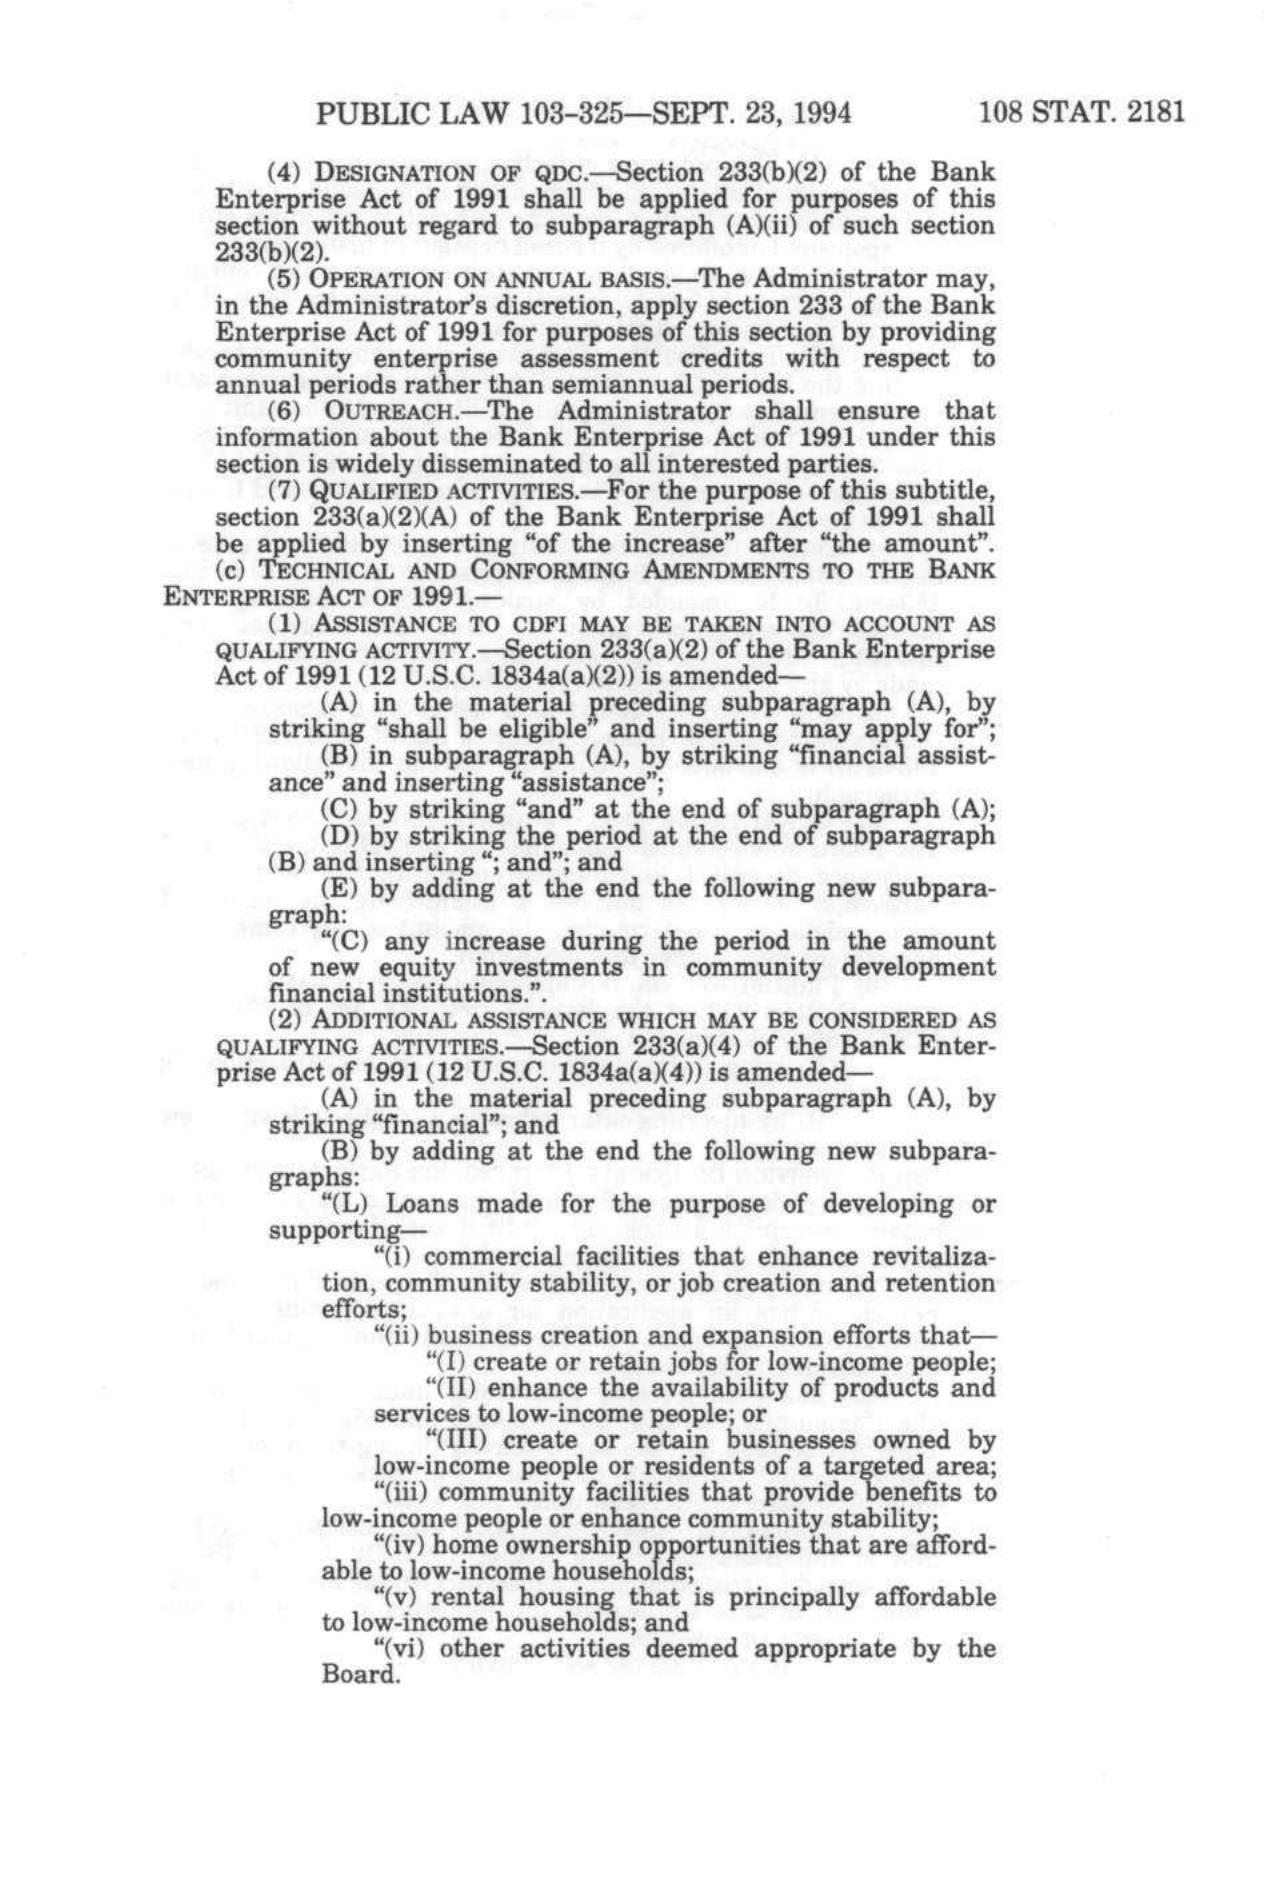 PUBLIC LAW 103–325—SEPT. 23, 1994 108 STAT. 2181
(4) DESIGNATION OF QDC.—Section 233(b)(2) of the Bank
Enterprise Act of 1991 shall be applied for purposes of this
section without regard to subparagraph (A)(ii) of such section
233(b)(2).
(5) OPERATION ON ANNUAL BASIS.—The Administrator may,
in the Administrator's discretion, apply section 233 of the Bank
Enterprise Act of 1991 for purposes of this section by providing
community enterprise assessment credits with respect to
annual periods rather than semiannual periods.
(6) OUTREACH.—The Administrator shall ensure that
information about the Bank Enterprise Act of 1991 under this
section is widely disseminated to all interested parties.
(7) QUALIFIED ACTIVITIES.—For the purpose of this subtitle,
section 233(a)(2)(A) of the Bank Enterprise Act of 1991 shall
be applied by inserting “of the increase” after “the amount”.
(c) TECHNICAL AND CONFORMING AMENDMENTS TO THE BANK
ENTERPRISE ACT OF 1991.—
(1) ASSISTANCE TO CDFI MAY BE TAKEN INTO ACCOUNT AS
QUALIFYING ACTIVITY.—Section 233(a)(2) of the Bank Enterprise
Act of 1991 (12 U.S.C. 1834a(a)(2)) is amended—
(A) in the material preceding subparagraph (A), by
striking “shall be eligible” and inserting “may apply for”;
(B) in subparagraph (A), by striking “financial assist-
ance” and inserting “assistance”;
(C) by striking “and” at the end of subparagraph (A);
(D) by striking the period at the end of subparagraph
(B) and inserting “; and”; and
(E) by adding at the end the following new subpara-
graph:
“(C) any increase during the period in the amount
of new equity investments in community development
financial institutions.”.
(2) ADDITIONAL ASSISTANCE WHICH MAY BE CONSIDERED AS
QUALIFYING ACTIVITIES.—Section 233(a)(4) of the Bank Enter-
prise Act of 1991 (12 U.S.C. 1834a(a)(4)) is amended—
(A) in the material preceding subparagraph (A), by
striking “financial”; and
(B) by adding at the end the following new subpara-
graphs:
“(L) Loans made for the purpose of developing or
supporting—
“(i) commercial facilities that enhance revitaliza-
tion, community stability, or job creation and retention
efforts;
“(ii) business creation and expansion efforts that—
“(I) create or retain jobs for low-income people;
“(II) enhance the availability of products and
services to low-income people; or
“(III) create or retain businesses owned by
low-income people or residents of a targeted area;
“(iii) community facilities that provide benefits to
low-income people or enhance community stability;
“(iv) home ownership opportunities that are afford-
able to low-income households;
“(v) rental housing that is principally affordable
to low-income households; and
“(vi) other activities deemed appropriate by the
Board.